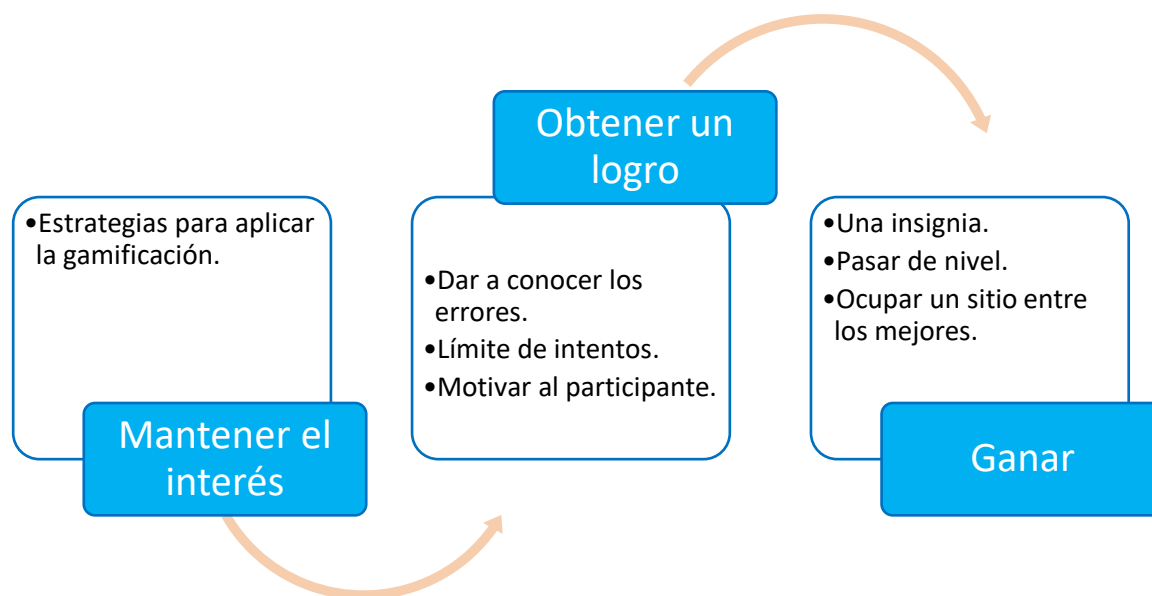 •Estrategias para aplicar
la gamificación.
Mantener el
interés
Obtener un
logro
•Dar a conocer los
errores.
•Límite de intentos.
•Motivar al participante.
•Una insignia.
•Pasar de nivel.
•Ocupar un sitio entre
los mejores.
Ganar